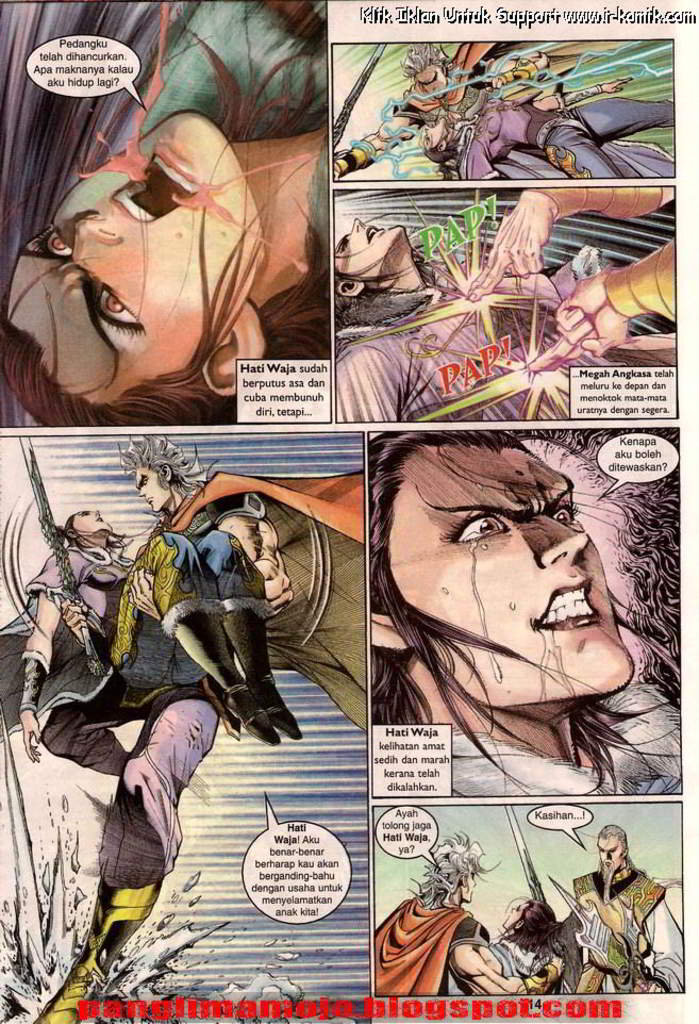 Klik Iklan Untuk Support www.r-komik.com
Pedangku
telah dihancurkan.
Apa maknanya kalau
aku hidup lagi?
Hati Waja sudah
berputus asa dan
cuba membunuh
diri, tetapi...
PAP!
PAP!
...Megah Angkasa telah
meluru ke depan dan
menotok mata-mata
uratnya dengan segera.
Hati
Waja! Aku
benar-benar
berharap kau akan
berganding-bahu
dengan usaha untuk
menyelamatkan
anak kita!
Kenapa
aku boleh
ditewaskan?
Hati Waja
kelihatan amat
sedih dan marah
kerana telah
dikalahkan.
Ayah
tolong jaga
Hati Waja,
ya?
Kasihan...!
14
panglimamojo.blogspot.com